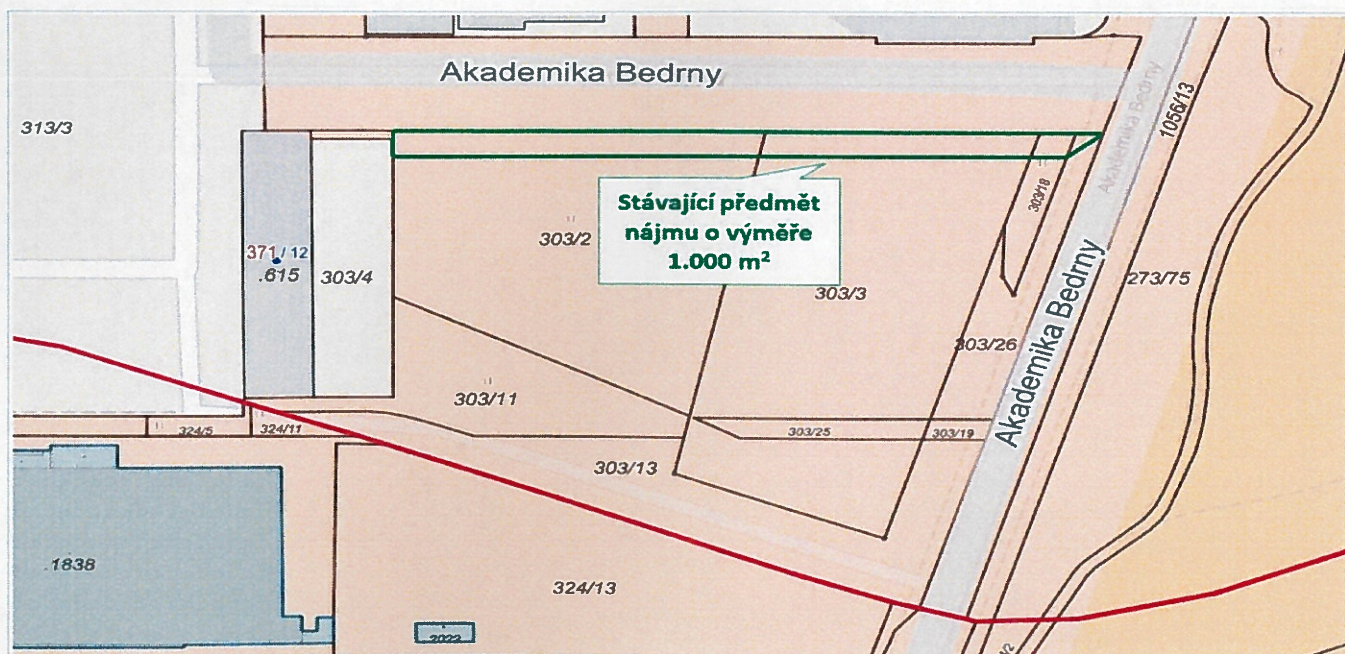 Akademika Bedrny
313/3
Akademika Bedrny
1056/13
Stávající předmět
nájmu o výměře
1.000 m²
303/18
303/2
371 / 12
.615
303/4
303/3
273/75
Akademika Bedrny
303/26
303/11
324/5
324/11
303/25
303/19
303/13
.1838
324/13
.2022